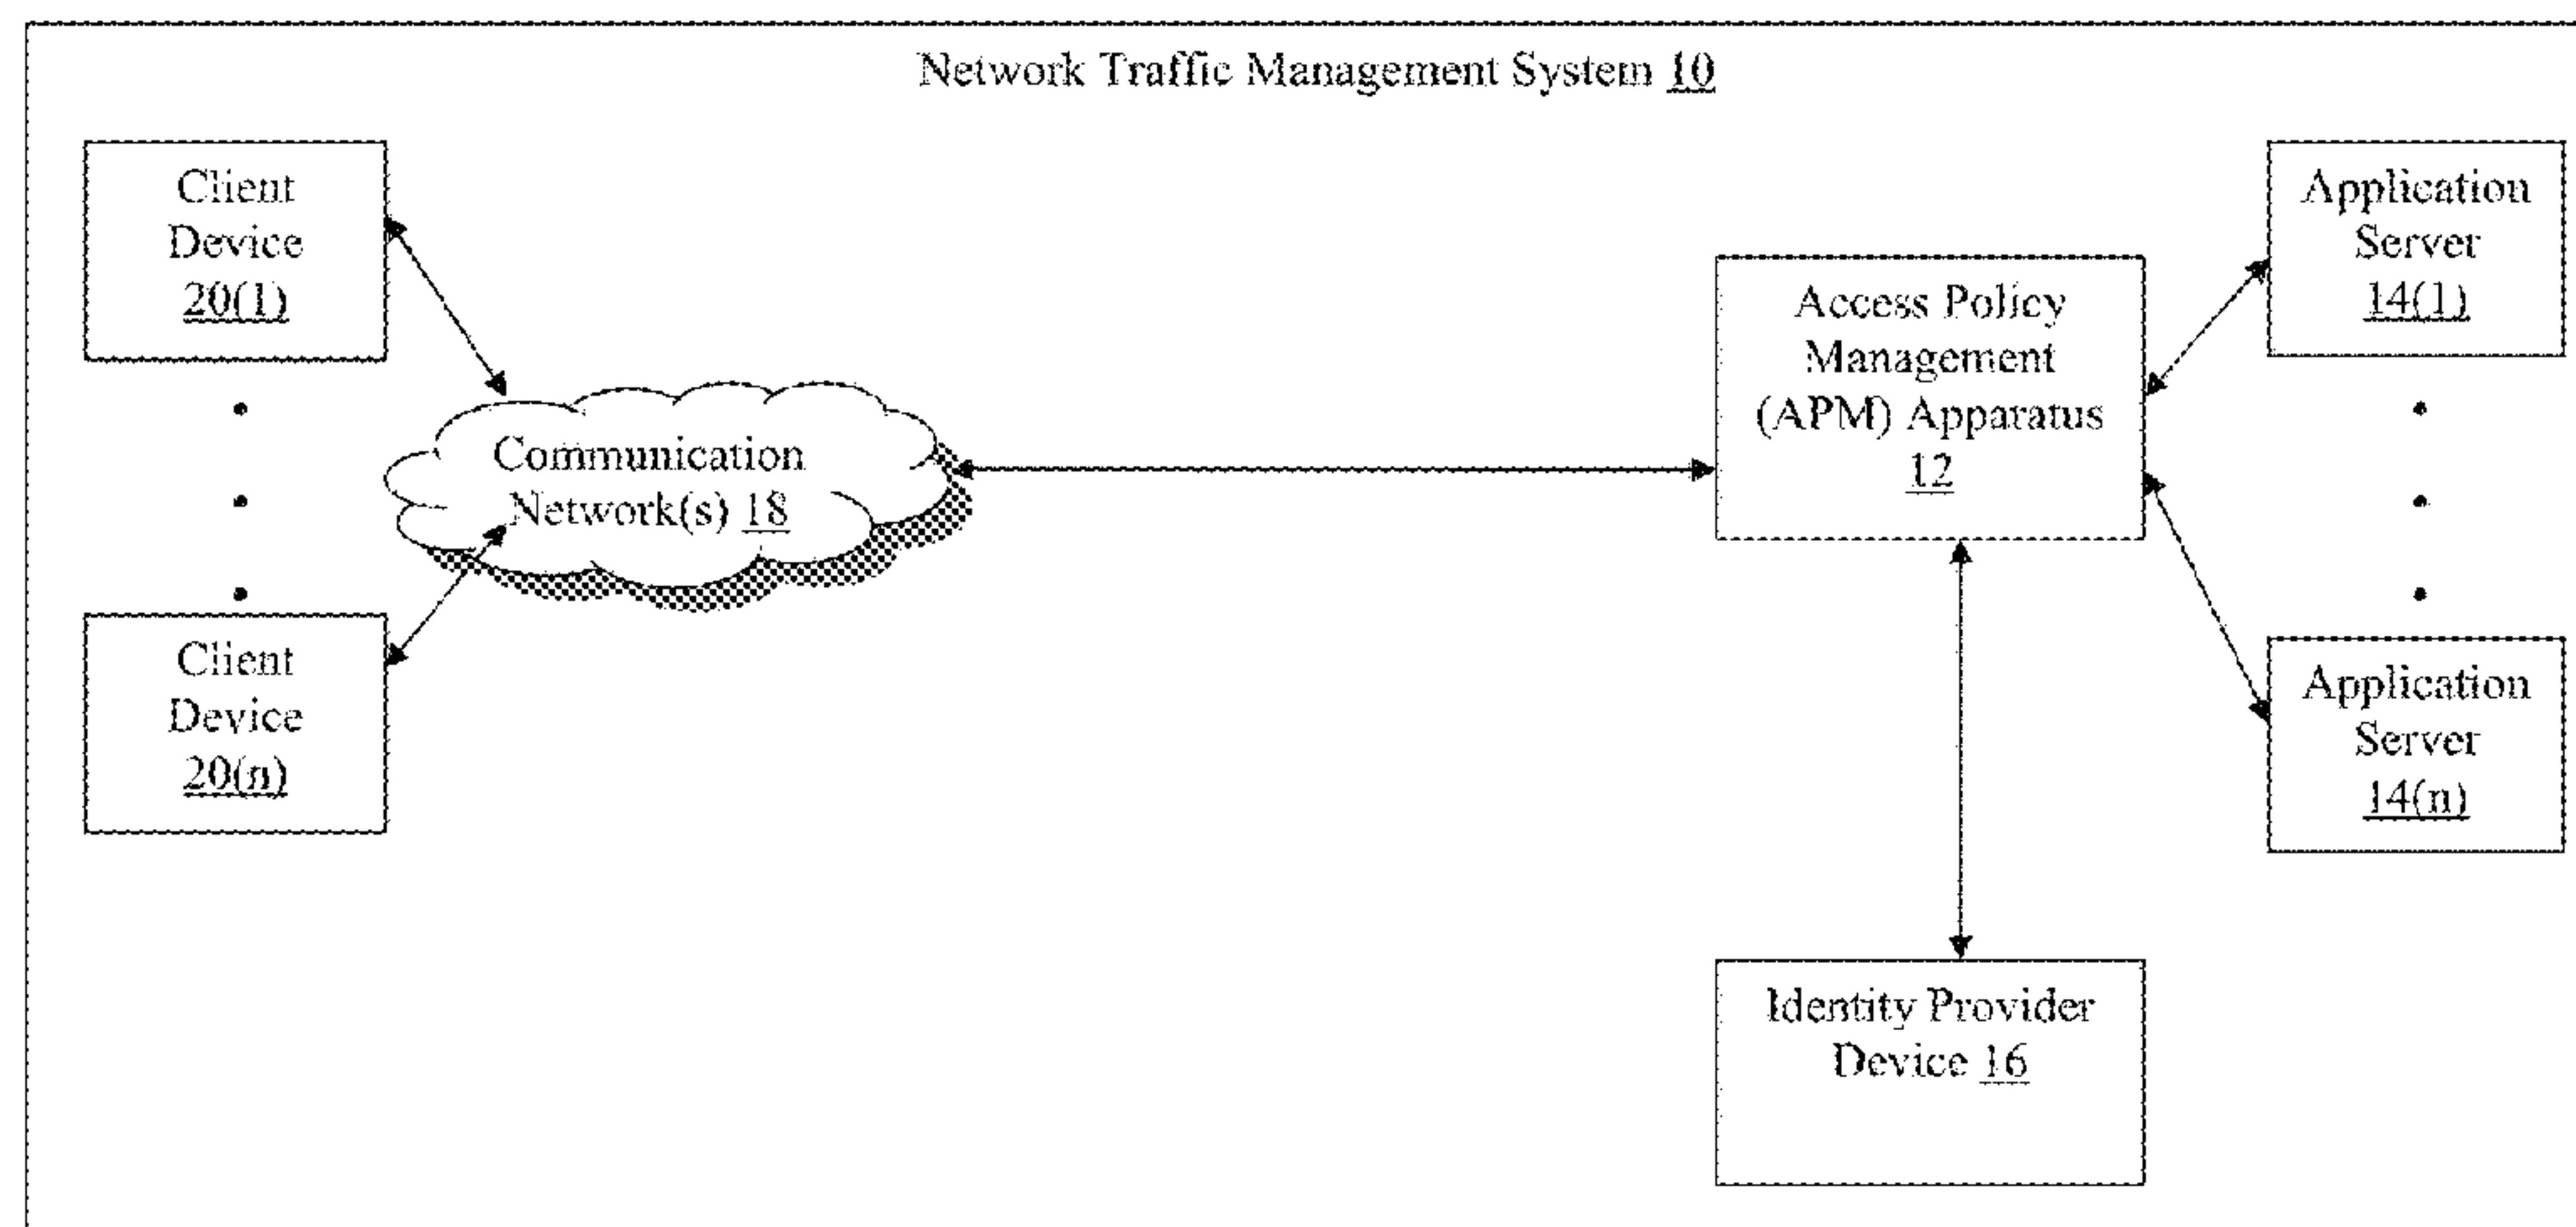 Network Traffic Management System 10
Client
Device
20(1)
Communication
Network(s) 18
Client
Device
20(n)
Access Policy
Management
(APM) Apparatus
12
Identity Provider
Device 16
Application
Server
14(1)
Application
Server
14(n)